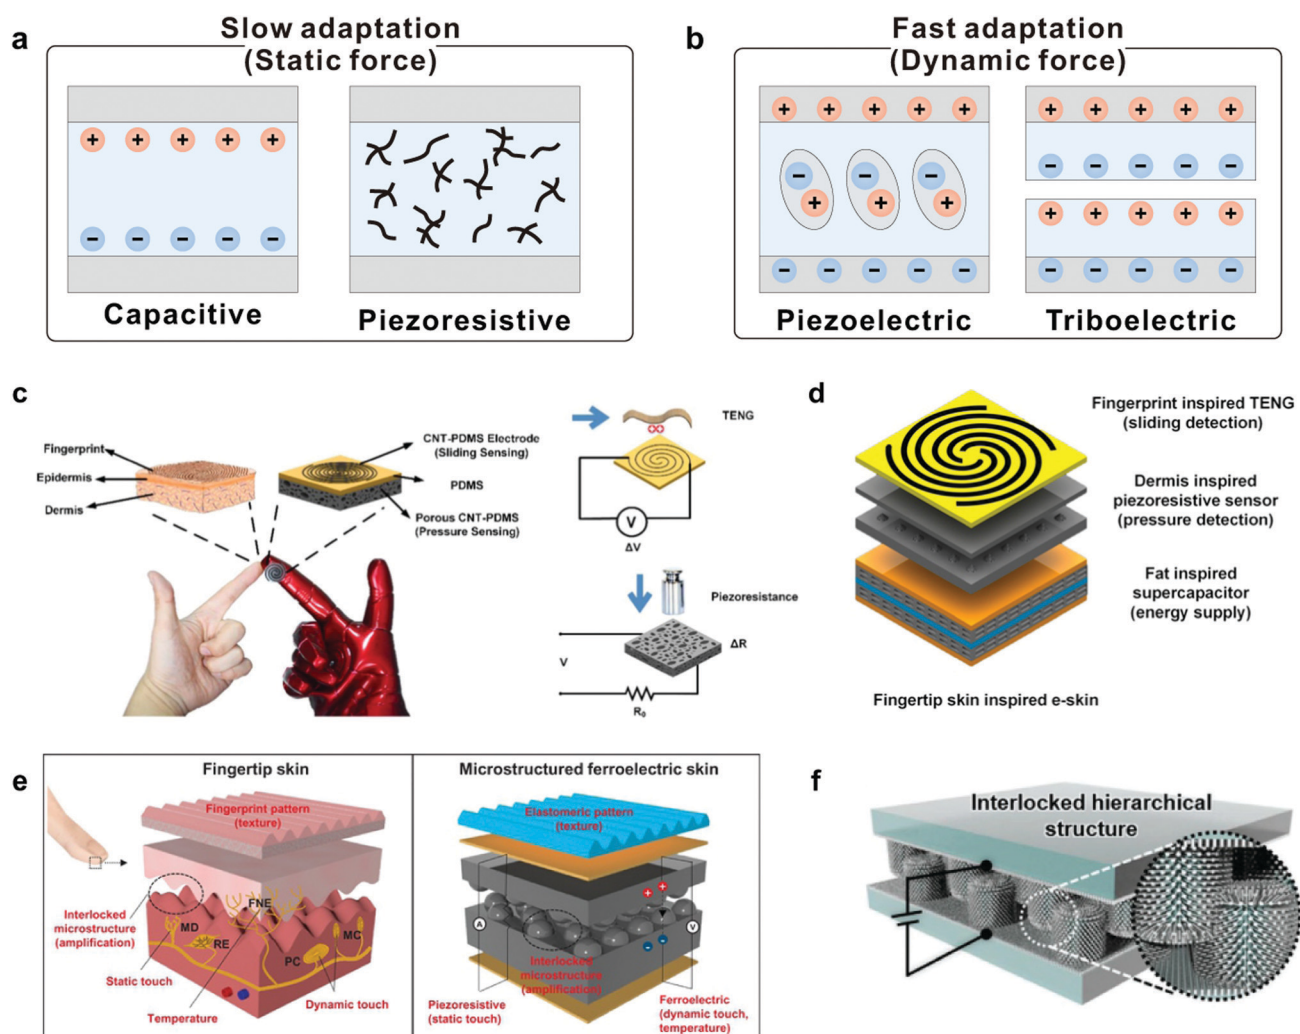 a
Slow adaptation
(Static force)
Capacitive
Piezoresistive
b
Fast adaptation
(Dynamic force)
Piezoelectric
Triboelectric
c
Fingerprint
Epidermis
Dermis
CNT-PDMS Electrode
(Sliding Sensing)
PDMS
Porous CNT-PDMS
(Pressure Sensing)
TENG
V
ΔV
Piezoresistance
ΔR
V
R₀
d
Fingerprint inspired TENG
(sliding detection)
Dermis inspired
piezoresistive sensor
(pressure detection)
Fat inspired
supercapacitor
(energy supply)
Fingertip skin inspired e-skin
e
Fingertip skin
Fingerprint pattern
(texture)
Interlocked
microstructure
(amplification)
FNE
MD
RE
MC
PC
Static touch
Dynamic touch
Temperature
Microstructured ferroelectric skin
Elastomeric pattern
(texture)
A
V
Interlocked
microstructure
(amplification)
Piezoresistive
(static touch)
Ferroelectric
(dynamic touch,
temperature)
f
Interlocked hierarchical
structure